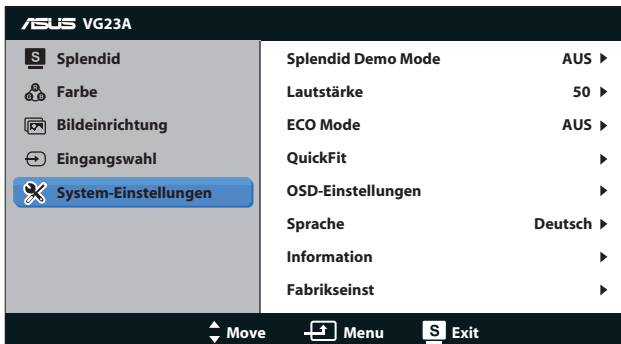 ASUS VG23A
S Splendid
Farbe
Bildeinrichtung
Eingangswahl
System-Einstellungen
Splendid Demo Mode AUS
Lautstärke 50
ECO Mode AUS
QuickFit
OSD-Einstellungen
Sprache Deutsch
Information
Fabrikseinst
Move Menu S Exit